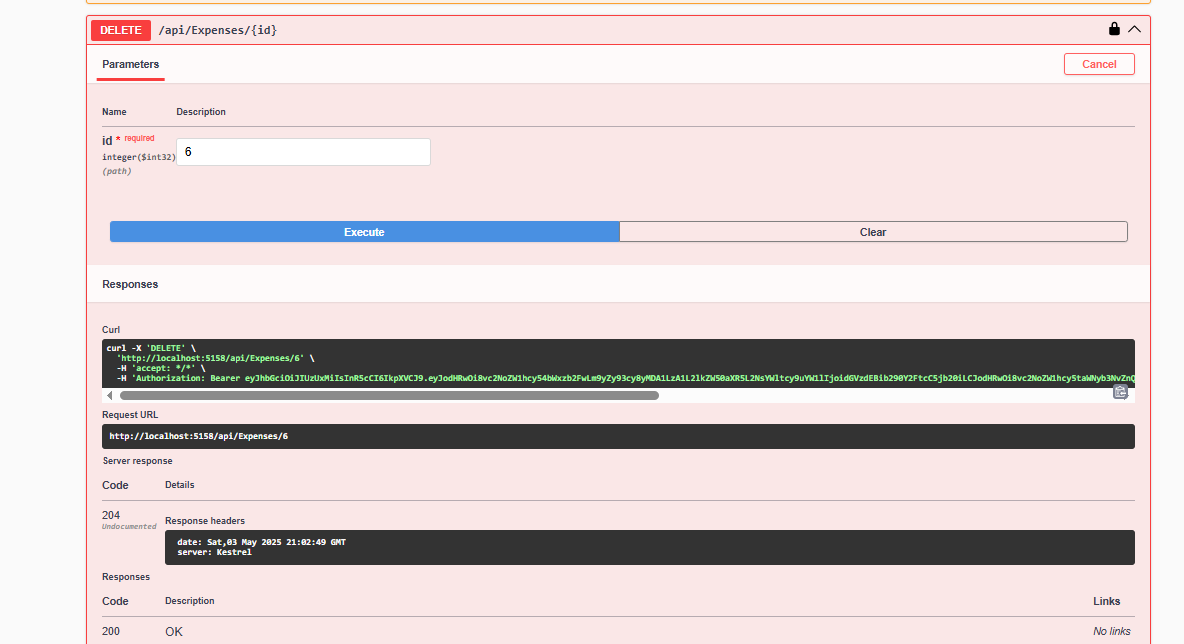 DELETE /api/Expenses/{id}
Parameters
Cancel
Name Description
id * required
integer($int32)
(path)
6
Execute Clear
Responses
Curl
curl -X 'DELETE' \
'http://localhost:5158/api/Expenses/6' \
-H 'accept: */*' \
-H 'Authorization: Bearer
Request URL
http://localhost:5158/api/Expenses/6
Server response
Code Details
204
Undocumented
Response headers
date: Sat,03 May 2025 21:02:49 GMT
server: Kestrel
Responses
Code Description Links
200 OK No links